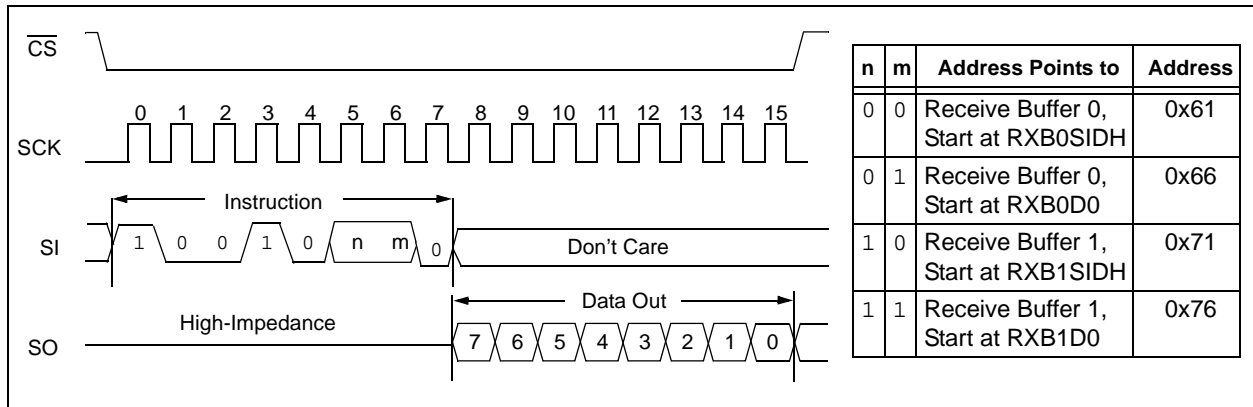 CS
SCK
0 1 2 3 4 5 6 7 8 9 10 11 12 13 14 15
Instruction
SI
1 0 0 1 0 n m 0
Don't Care
Data Out
High-Impedance
SO
7 6 5 4 3 2 1 0
n m Address Points to Address
0 0 Receive Buffer 0, 0x61
Start at RXB0SIDH
0 1 Receive Buffer 0, 0x66
Start at RXB0D0
1 0 Receive Buffer 1, 0x71
Start at RXB1SIDH
1 1 Receive Buffer 1, 0x76
Start at RXB1D0